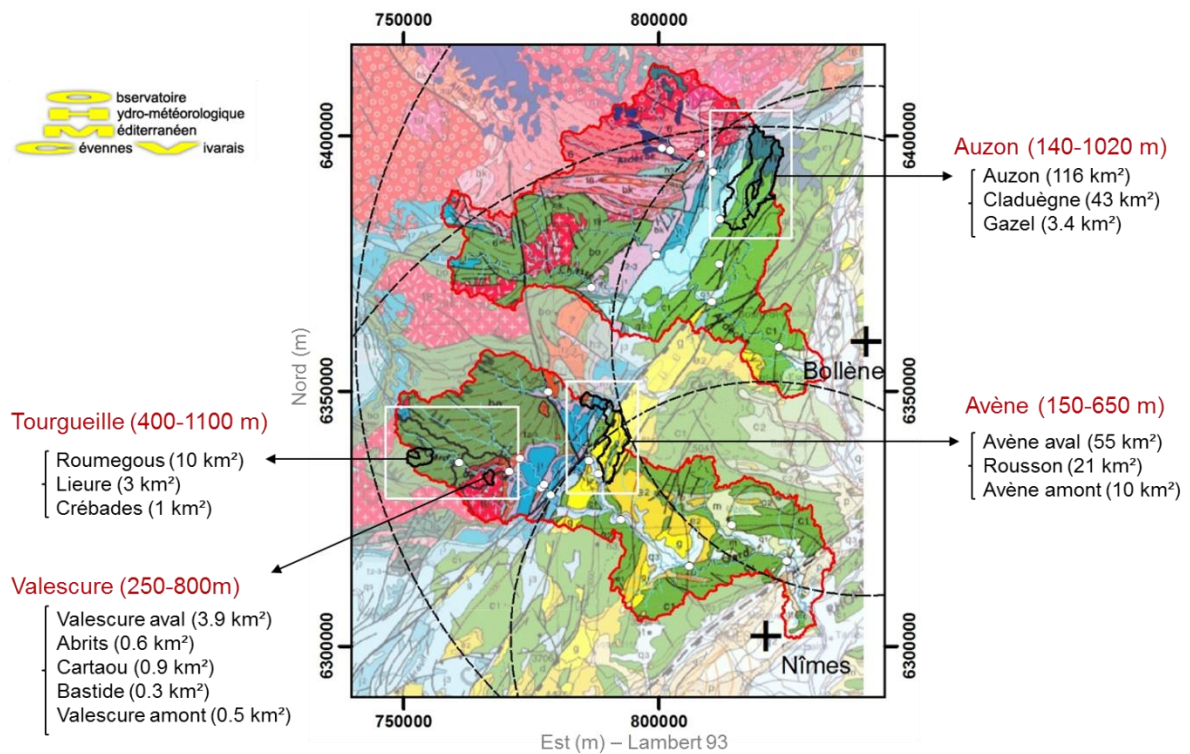 750000
800000
Observatoire
Hydro-météorologique
Méditerranéen
Cévennes Vivarais
6400000
6400000
Auzon (140-1020 m)
Auzon (116 km²)
Claduègne (43 km²)
Gazel (3.4 km²)
Nord (m)
Bollène
6350000
6350000
Tourgueille (400-1100 m)
Roumegous (10 km²)
Lieure (3 km²)
Crébades (1 km²)
Avène (150-650 m)
Avène aval (55 km²)
Rousson (21 km²)
Avène amont (10 km²)
Valescure (250-800m)
Valescure aval (3.9 km²)
Abrits (0.6 km²)
Cartaou (0.9 km²)
Bastide (0.3 km²)
Valescure amont (0.5 km²)
6300000
6300000
Nîmes
750000
800000
Est (m) – Lambert 93